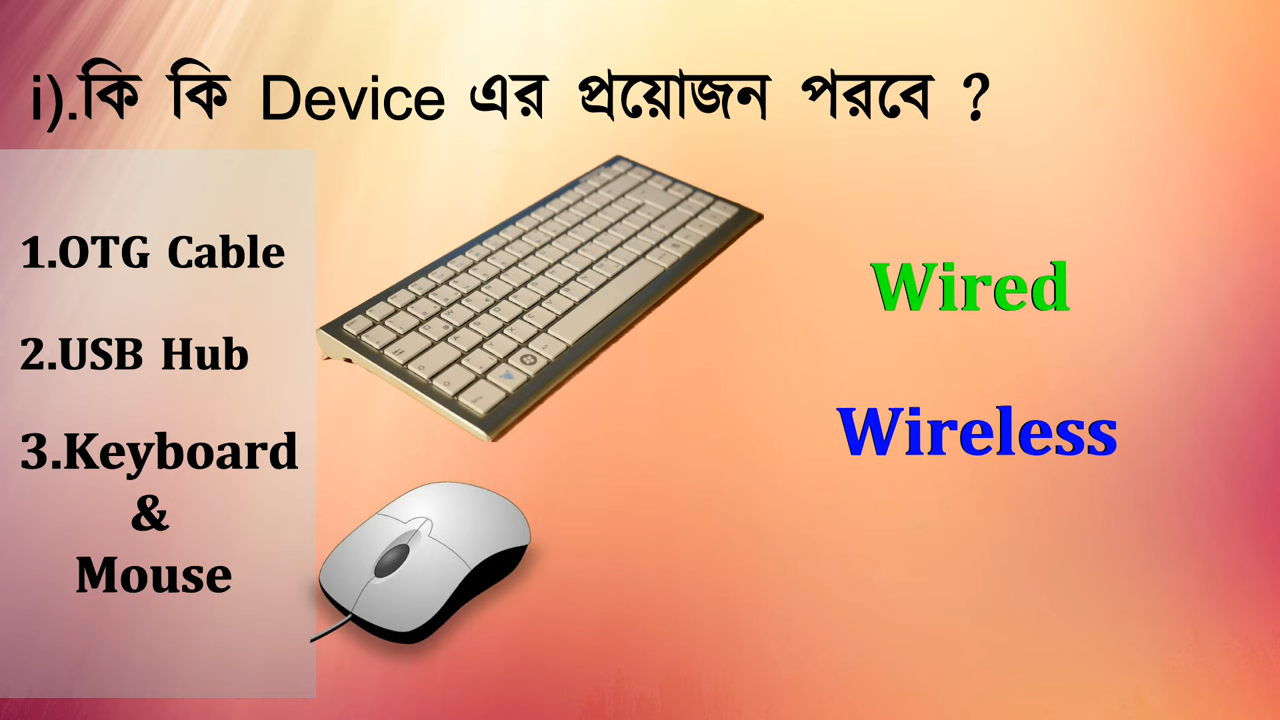 i).কি কি Device এর প্রয়োজন পরবে ?
1.OTG Cable
2.USB Hub
3.Keyboard
&
Mouse
Wired
Wireless